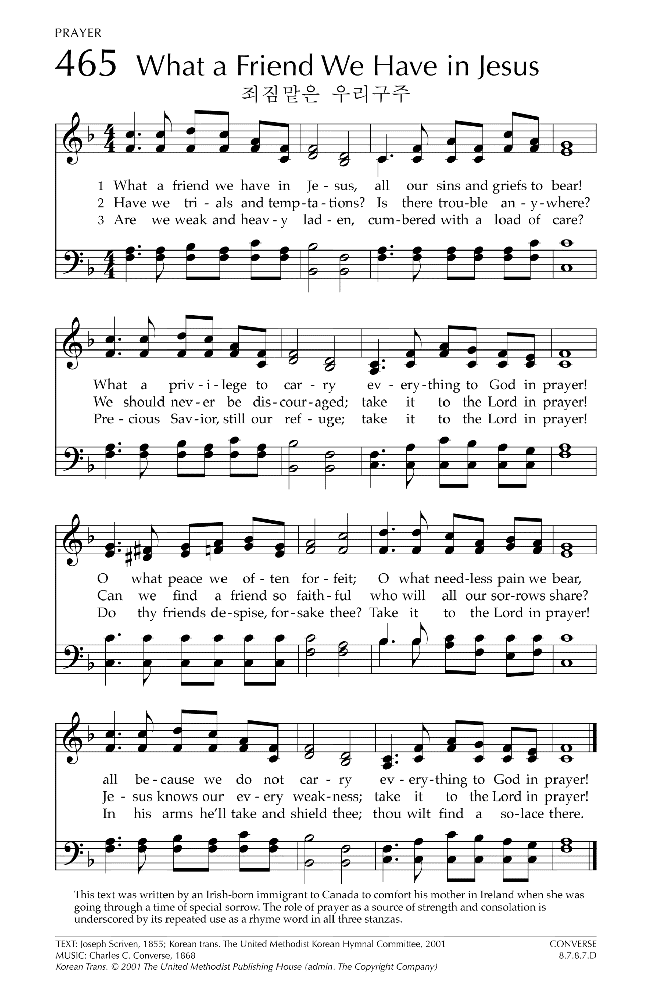 PRAYER
465 What a Friend We Have in Jesus
죄짐맡은 우리구주
1 What a friend we have in Je - sus, all our sins and griefs to bear!
2 Have we tri - als and temp - ta - tions? Is there trou - ble an - y - where?
3 Are we weak and heav - y lad - en, cum - bered with a load of care?
What a priv - i - lege to car - ry ev - ery - thing to God in prayer!
We should nev - er be dis - cour - aged; take it to the Lord in prayer!
Pre - cious Sav - ior, still our ref - uge; take it to the Lord in prayer!
O what peace we of - ten for - feit; O what need - less pain we bear,
Can we find a friend so faith - ful who will all our sor - rows share?
Do thy friends de - spise, for - sake thee? Take it to the Lord in prayer!
all be - cause we do not car - ry ev - ery - thing to God in prayer!
Je - sus knows our ev - ery weak - ness; take it to the Lord in prayer!
In his arms he'll take and shield thee; thou wilt find a so - lace there.
This text was written by an Irish-born immigrant to Canada to comfort his mother in Ireland when she was
going through a time of special sorrow. The role of prayer as a source of strength and consolation is
underscored by its repeated use as a rhyme word in all three stanzas.
TEXT: Joseph Scriven, 1855; Korean trans. The United Methodist Korean Hymnal Committee, 2001 CONVERSE
MUSIC: Charles C. Converse, 1868 8.7.8.7.D
Korean Trans. © 2001 The United Methodist Publishing House (admin. The Copyright Company)